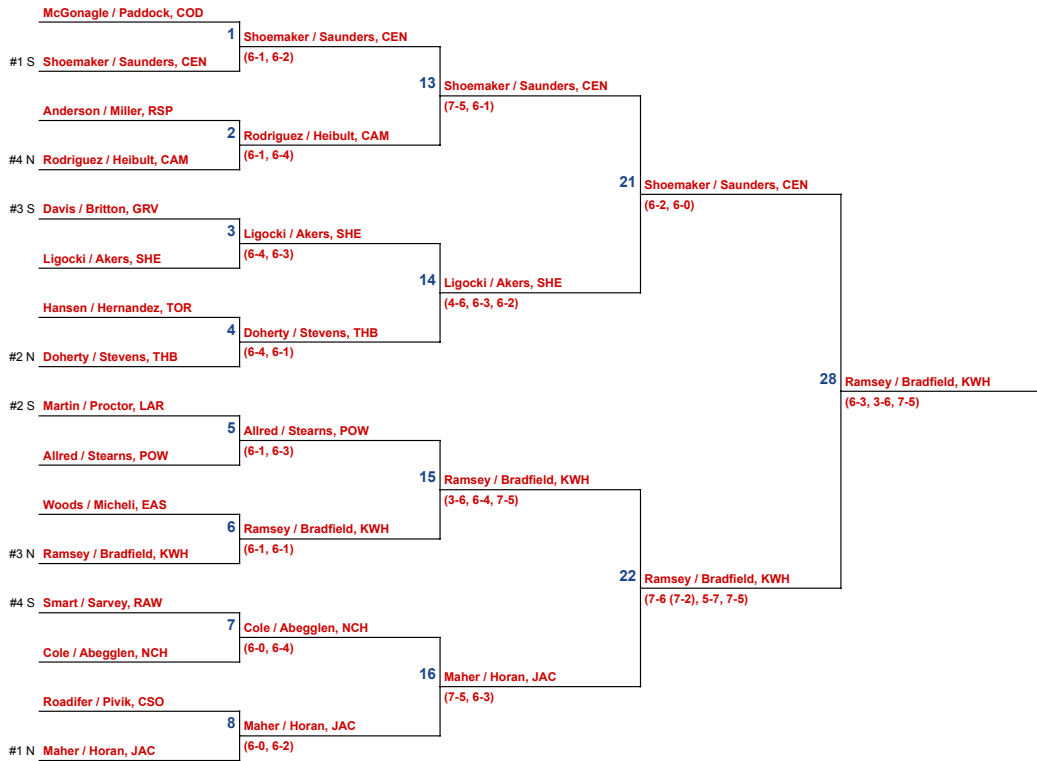 McGonagle / Paddock, COD
1
Shoemaker / Saunders, CEN
(6-1, 6-2)
#1 S Shoemaker / Saunders, CEN
13
Shoemaker / Saunders, CEN
(7-5, 6-1)
Anderson / Miller, RSP
2
Rodriguez / Heibult, CAM
(6-1, 6-4)
#4 N Rodriguez / Heibult, CAM
21
Shoemaker / Saunders, CEN
(6-2, 6-0)
#3 S Davis / Britton, GRV
3
Ligocki / Akers, SHE
(6-4, 6-3)
Ligocki / Akers, SHE
14
Ligocki / Akers, SHE
(4-6, 6-3, 6-2)
Hansen / Hernandez, TOR
4
Doherty / Stevens, THB
(6-4, 6-1)
#2 N Doherty / Stevens, THB
28
Ramsey / Bradfield, KWH
(6-3, 3-6, 7-5)
#2 S Martin / Proctor, LAR
5
Allred / Stearns, POW
(6-1, 6-3)
Allred / Stearns, POW
15
Ramsey / Bradfield, KWH
(3-6, 6-4, 7-5)
Woods / Micheli, EAS
6
Ramsey / Bradfield, KWH
(6-1, 6-1)
#3 N Ramsey / Bradfield, KWH
22
Ramsey / Bradfield, KWH
(7-6 (7-2), 5-7, 7-5)
#4 S Smart / Sarvey, RAW
7
Cole / Abegglen, NCH
(6-0, 6-4)
Cole / Abegglen, NCH
16
Maher / Horan, JAC
(7-5, 6-3)
Roadifer / Pivik, CSO
8
Maher / Horan, JAC
(6-0, 6-2)
#1 N Maher / Horan, JAC